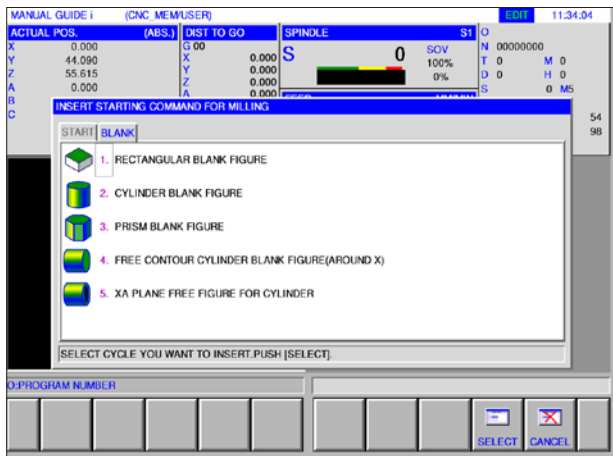 MANUAL GUIDE i (CNC_MEM/USER) EDIT 11:34:04
ACTUAL POS. (ABS.) DIST TO GO SPINDLE S1 O
X 0.000 G 00 S 0 SOV N 00000000
Y 44.090 X 0.000 100% T 0 M 0
Z 55.615 Y 0.000 0% D 0 H 0
A 0.000 Z 0.000 S 0 M5
B A 0.000
C 54
98
INSERT STARTING COMMAND FOR MILLING
START BLANK
1. RECTANGULAR BLANK FIGURE
2. CYLINDER BLANK FIGURE
3. PRISM BLANK FIGURE
4. FREE CONTOUR CYLINDER BLANK FIGURE(AROUND X)
5. XA PLANE FREE FIGURE FOR CYLINDER
SELECT CYCLE YOU WANT TO INSERT.PUSH [SELECT].
O:PROGRAM NUMBER
SELECT CANCEL